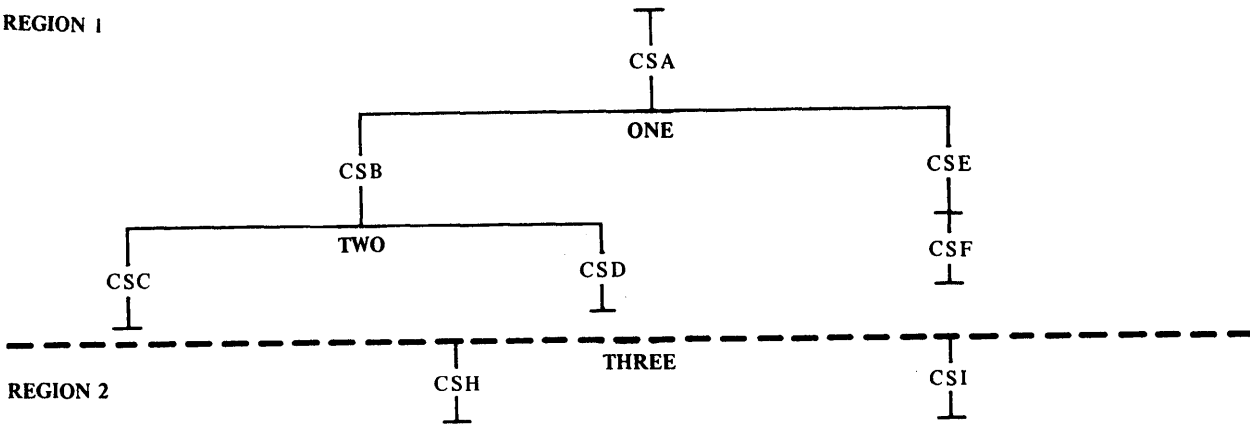 REGION 1
CSA
ONE
CSB
CSE
TWO
CSF
CSC
CSD
THREE
REGION 2
CSH
CSI